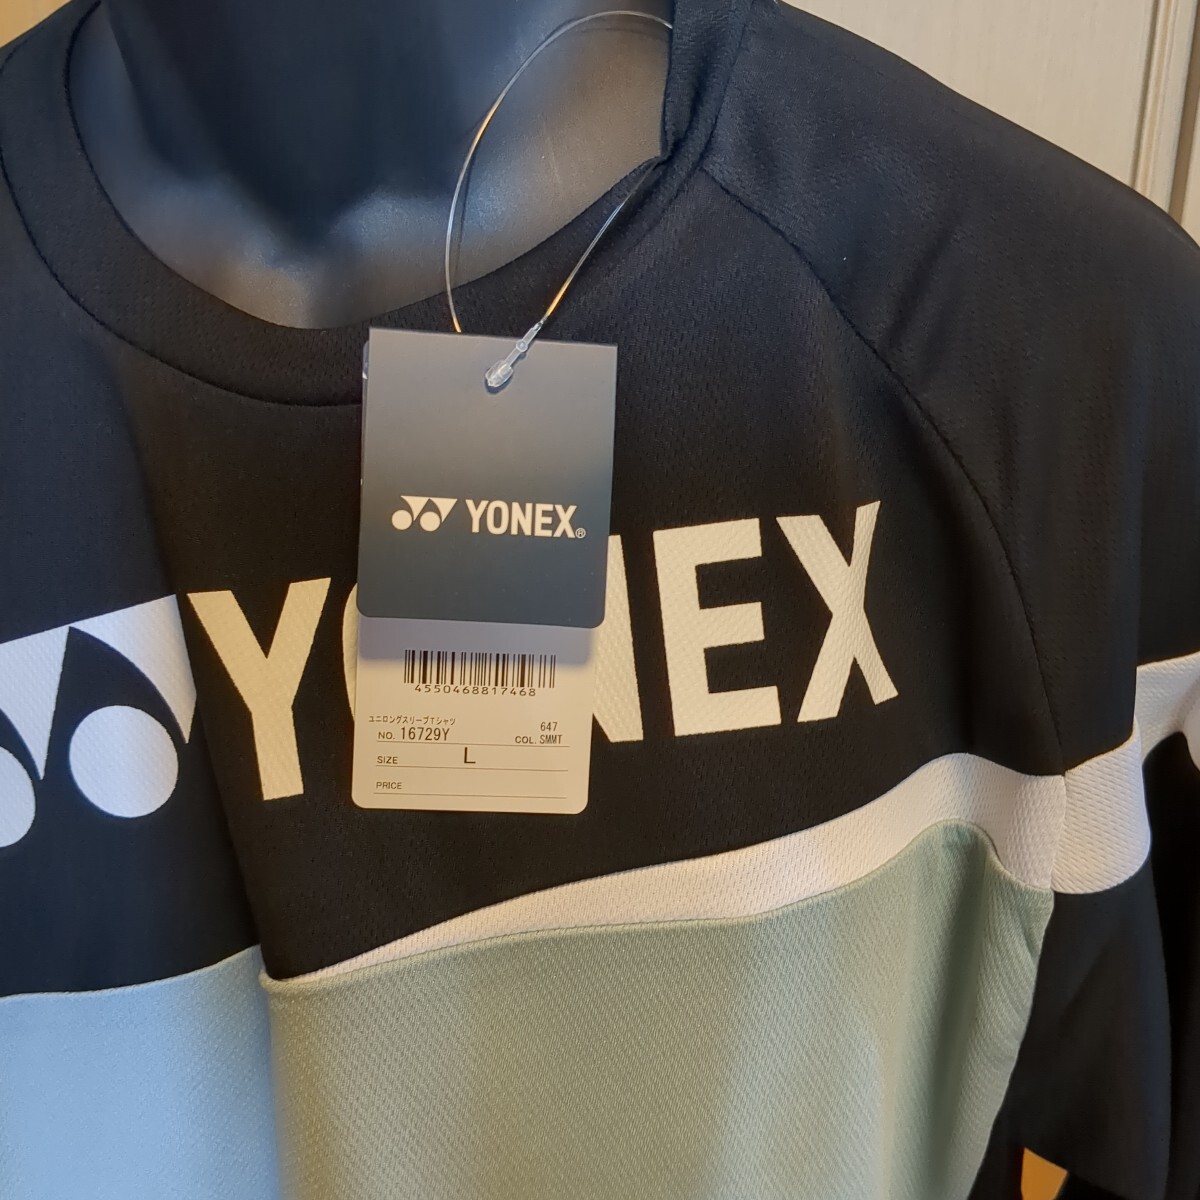 YONEX®
YONEX
4550468817468
ユニロングスリーブTシャツ
647
NO. 16729Y
COL. SMMT
SIZE L
PRICE